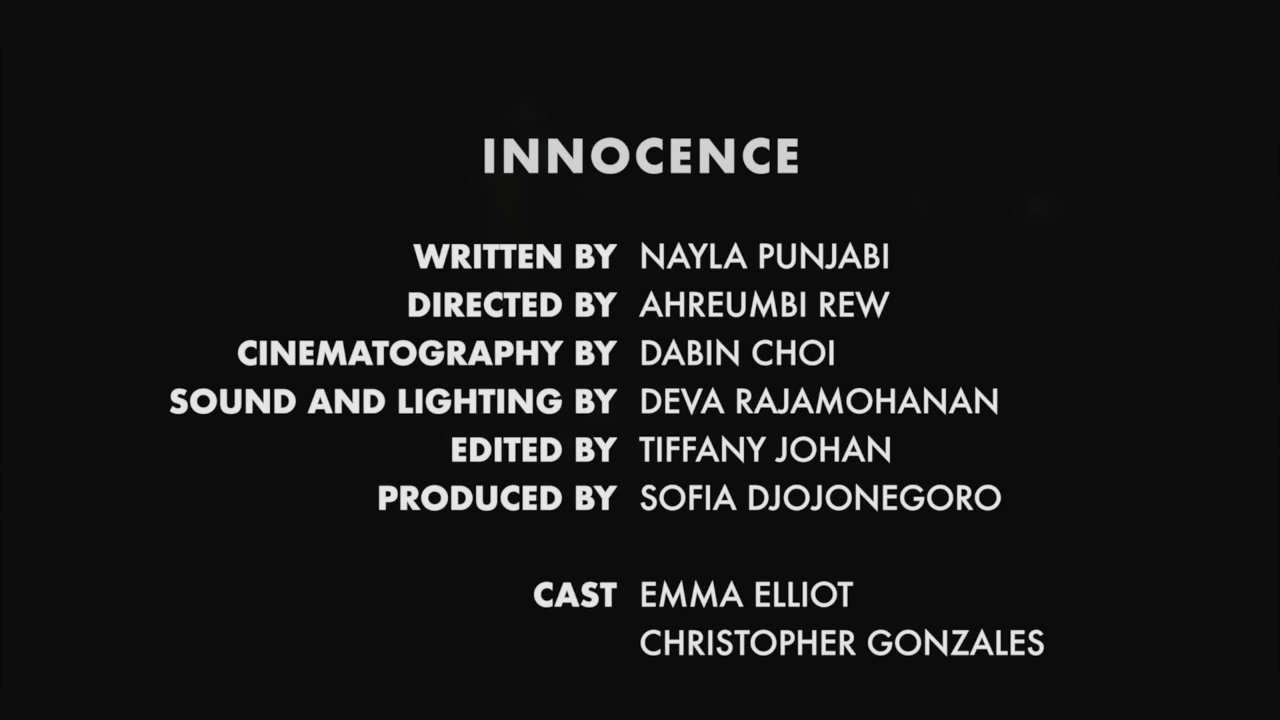 INNOCENCE
WRITTEN BY NAYLA PUNJABI
DIRECTED BY AHREUMBI REW
CINEMATOGRAPHY BY DABIN CHOI
SOUND AND LIGHTING BY DEVA RAJAMOHANAN
EDITED BY TIFFANY JOHAN
PRODUCED BY SOFIA DJOJONEGORO
CAST EMMA ELLIOT
CHRISTOPHER GONZALES